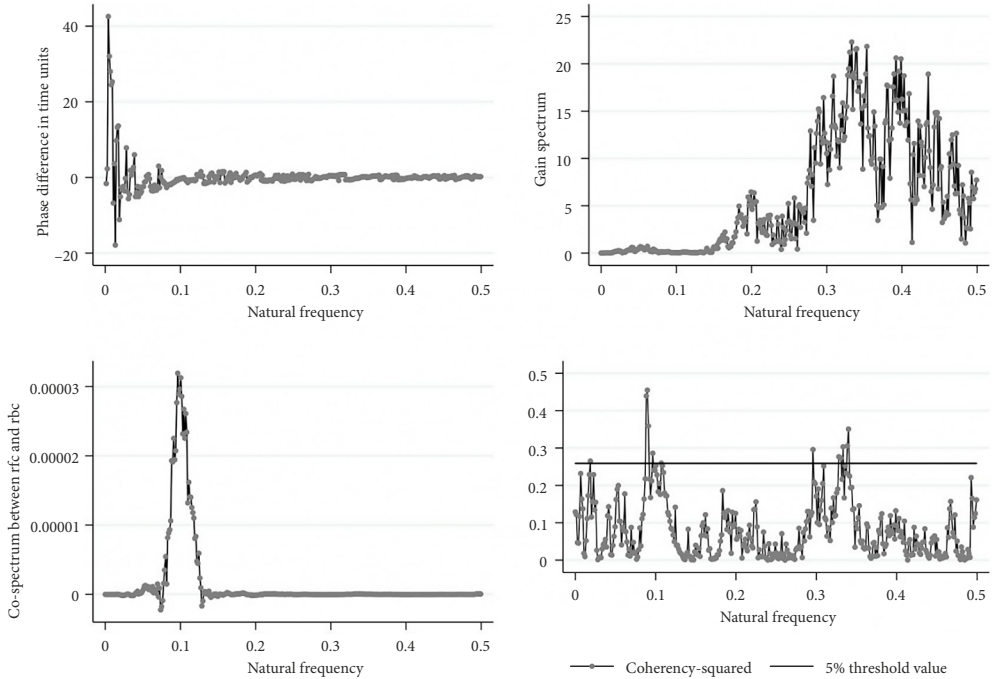 Phase difference in time units
40
20
0
−20
0 0.1 0.2 0.3 0.4 0.5
Natural frequency
Gain spectrum
25
20
15
10
5
0
0 0.1 0.2 0.3 0.4 0.5
Natural frequency
Co-spectrum between rfc and rbc
0.00003
0.00002
0.00001
0
0 0.1 0.2 0.3 0.4 0.5
Natural frequency
0.5
0.4
0.3
0.2
0.1
0
0 0.1 0.2 0.3 0.4 0.5
Natural frequency
Coherency-squared 5% threshold value